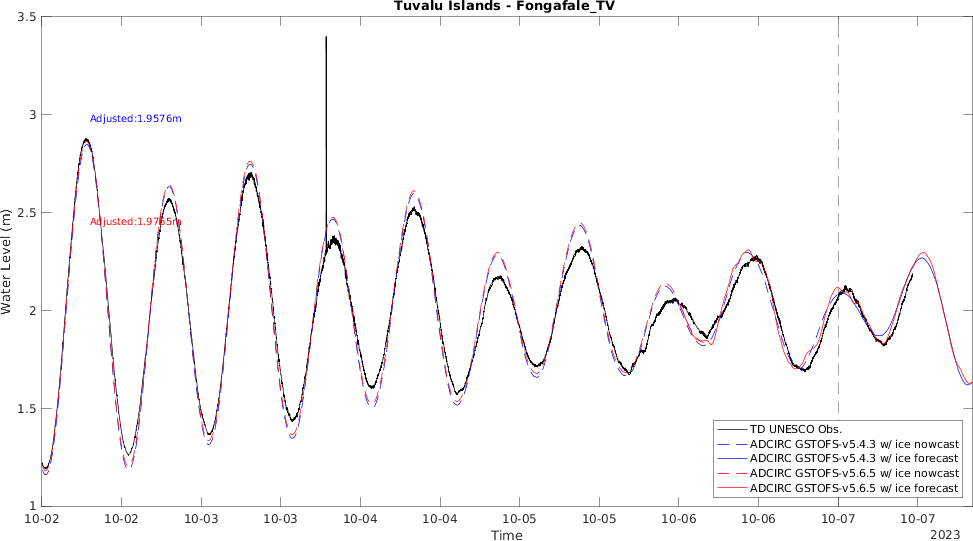 Tuvalu Islands - Fongafale_TV
3.5
3
2.5
2
1.5
1
Water Level (m)
Adjusted:1.9576m
Adjusted:1.9765m
TD UNESCO Obs.
ADCIRC GSTOFS-v5.4.3 w/ ice nowcast
ADCIRC GSTOFS-v5.4.3 w/ ice forecast
ADCIRC GSTOFS-v5.6.5 w/ ice nowcast
ADCIRC GSTOFS-v5.6.5 w/ ice forecast
10-02 10-02 10-03 10-03 10-04 10-04 10-05 10-05 10-06 10-06 10-07 10-07
Time
2023